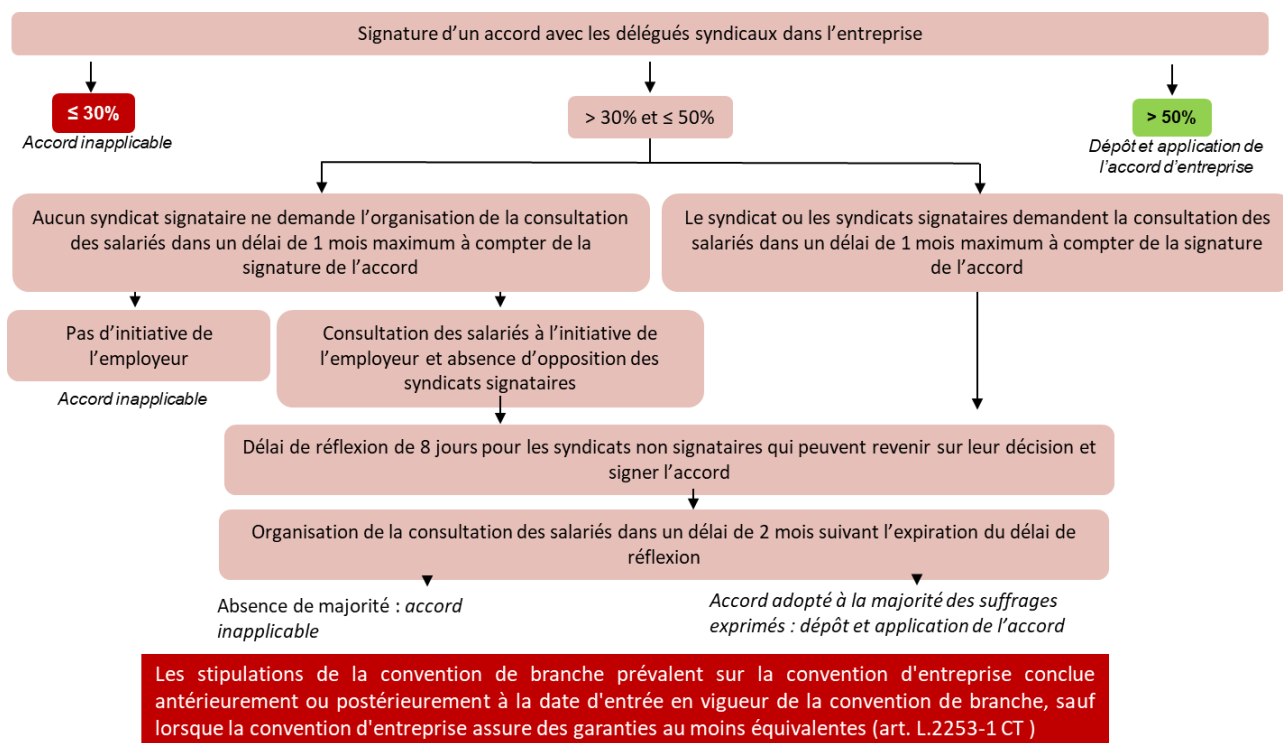 Signature d’un accord avec les délégués syndicaux dans l’entreprise
≤ 30%
Accord inapplicable
> 30% et ≤ 50%
> 50%
Dépôt et application de
l’accord d’entreprise
Aucun syndicat signataire ne demande l’organisation de la consultation
des salariés dans un délai de 1 mois maximum à compter de la
signature de l’accord
Le syndicat ou les syndicats signataires demandent la consultation des
salariés dans un délai de 1 mois maximum à compter de la signature
de l’accord
Pas d’initiative de
l’employeur
Accord inapplicable
Consultation des salariés à l’initiative de
l’employeur et absence d’opposition des
syndicats signataires
Délai de réflexion de 8 jours pour les syndicats non signataires qui peuvent revenir sur leur décision et
signer l’accord
Organisation de la consultation des salariés dans un délai de 2 mois suivant l’expiration du délai de
réflexion
Absence de majorité : accord
inapplicable
Accord adopté à la majorité des suffrages
exprimés : dépôt et application de l’accord
Les stipulations de la convention de branche prévalent sur la convention d'entreprise conclue
antérieurement ou postérieurement à la date d'entrée en vigueur de la convention de branche, sauf
lorsque la convention d'entreprise assure des garanties au moins équivalentes (art. L.2253-1 CT )